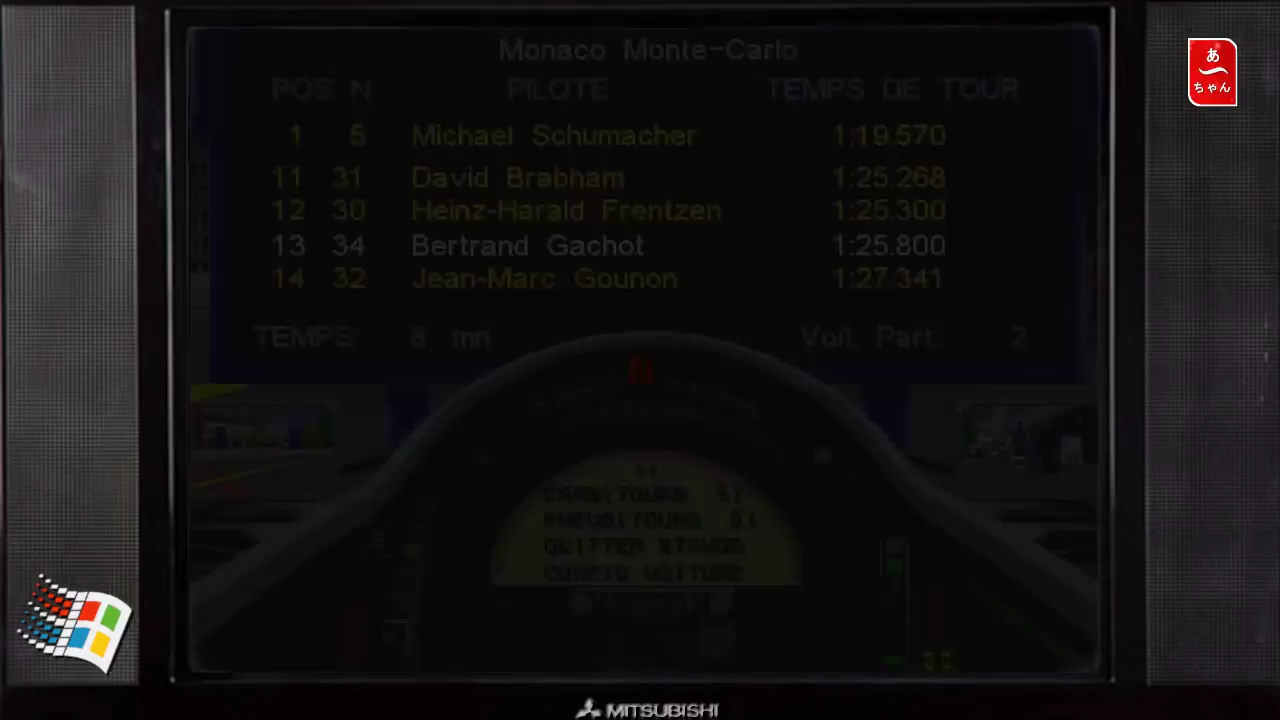 Monaco Monte-Carlo
POS N PILOTE TEMPS DE TOUR
1 5 Michael Schumacher 1:19.570
11 31 David Brabham 1:25.268
12 30 Heinz-Harald Frentzen 1:25.300
13 34 Bertrand Gachot 1:25.800
14 32 Jean-Marc Gounon 1:27.341
TEMPS: 8 mn Voit. Part.: 2
N
QUITTER STANDS
CONFIG VOITURE
MITSUBISHI
あ
ー
ちゃん